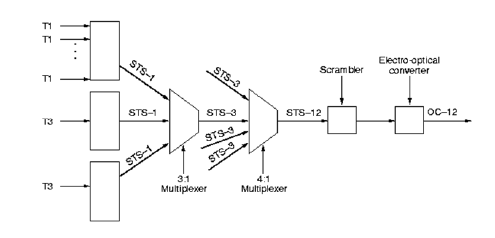 T1
T1
T1
T3
T3
STS-1
STS-1
STS-1
3:1
Multiplexer
STS-3
STS-3
STS-3
STS-3
4:1
Multiplexer
STS-12
Scrambler
Electro-optical
converter
OC-12